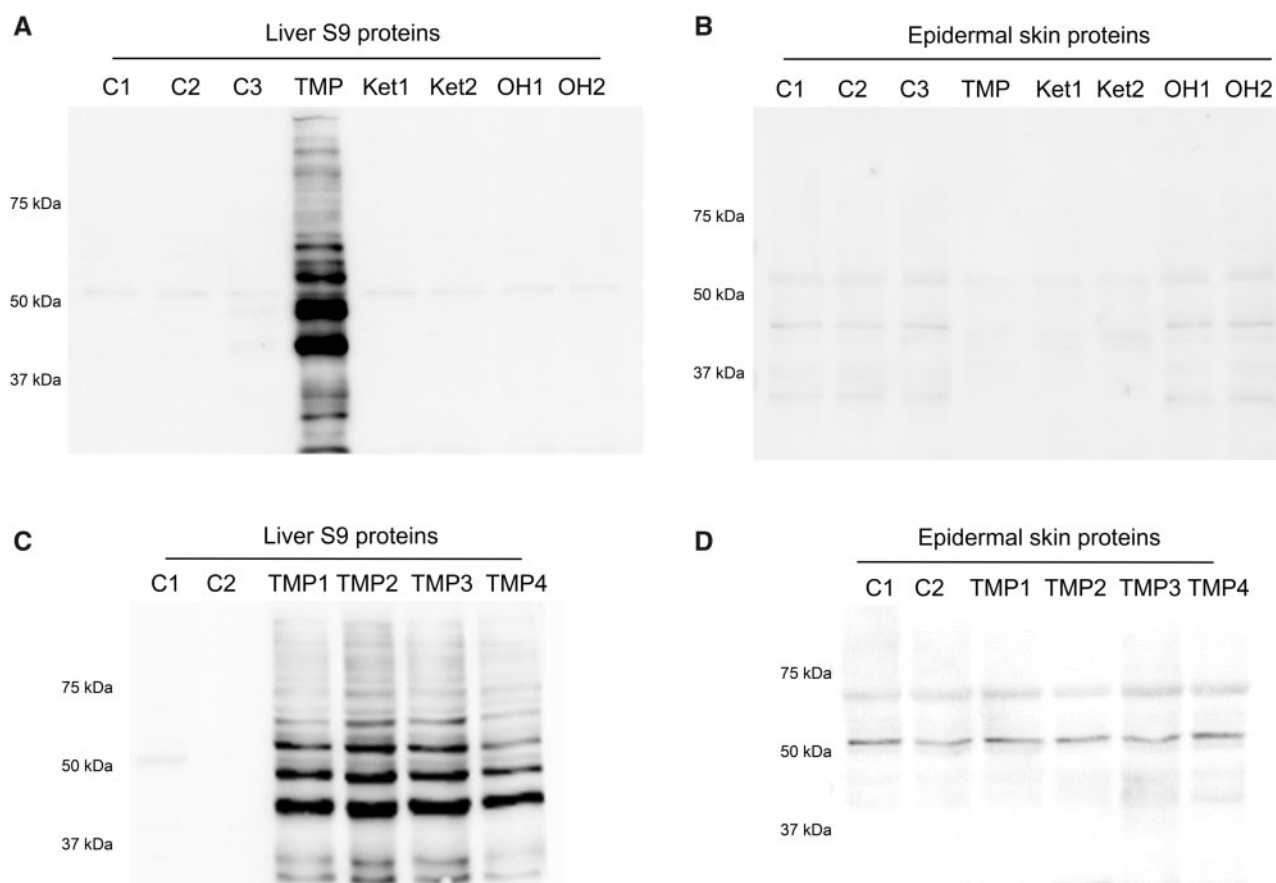 A
Liver S9 proteins
C1 C2 C3 TMP Ket1 Ket2 OH1 OH2
75 kDa
50 kDa
37 kDa
B
Epidermal skin proteins
C1 C2 C3 TMP Ket1 Ket2 OH1 OH2
75 kDa
50 kDa
37 kDa
C
Liver S9 proteins
C1 C2 TMP1 TMP2 TMP3 TMP4
75 kDa
50 kDa
37 kDa
D
Epidermal skin proteins
C1 C2 TMP1 TMP2 TMP3 TMP4
75 kDa
50 kDa
37 kDa